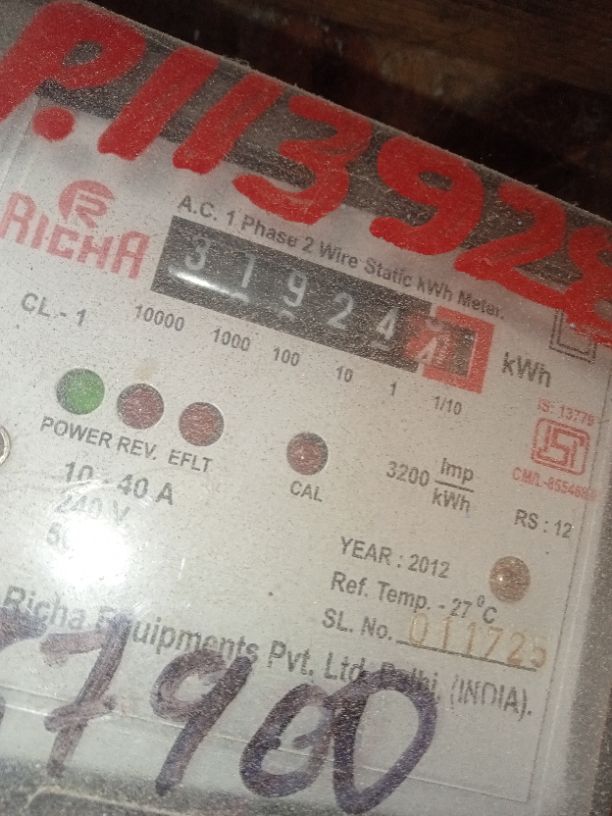 P.113928
RICHA
A.C. 1 Phase 2 Wire Static kWh Meter.
31924
kWh
CL - 1
10000 1000 100 10 1 1/10
IS: 13779
POWER REV. EFLT
CAL
3200 Imp/kWh
10 - 40 A
240 V
RS : 12
YEAR : 2012
Ref. Temp. - 27°C
SL. No. 011725
Richa Equipments Pvt. Ltd. Delhi, (INDIA).
7900